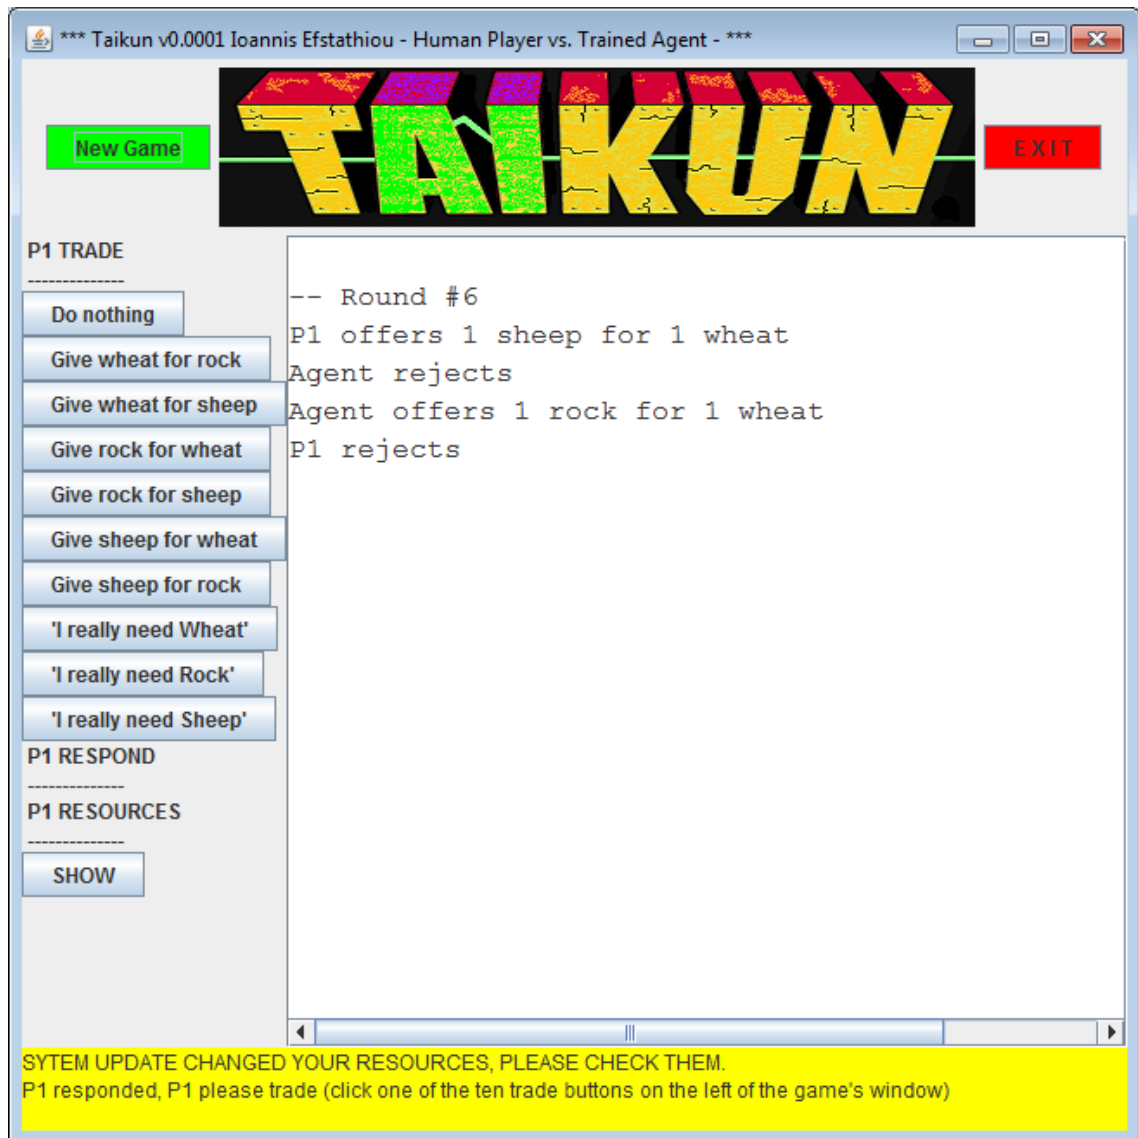 *** Taikun v0.0001 Ioannis Efstathiou - Human Player vs. Trained Agent - ***
New Game
TAIKUN
EXIT
P1 TRADE
--------------
Do nothing
Give wheat for rock
Give wheat for sheep
Give rock for wheat
Give rock for sheep
Give sheep for wheat
Give sheep for rock
'I really need Wheat'
'I really need Rock'
'I really need Sheep'
P1 RESPOND
--------------
P1 RESOURCES
--------------
SHOW
-- Round #6
P1 offers 1 sheep for 1 wheat
Agent rejects
Agent offers 1 rock for 1 wheat
P1 rejects
SYTEM UPDATE CHANGED YOUR RESOURCES, PLEASE CHECK THEM.
P1 responded, P1 please trade (click one of the ten trade buttons on the left of the game's window)